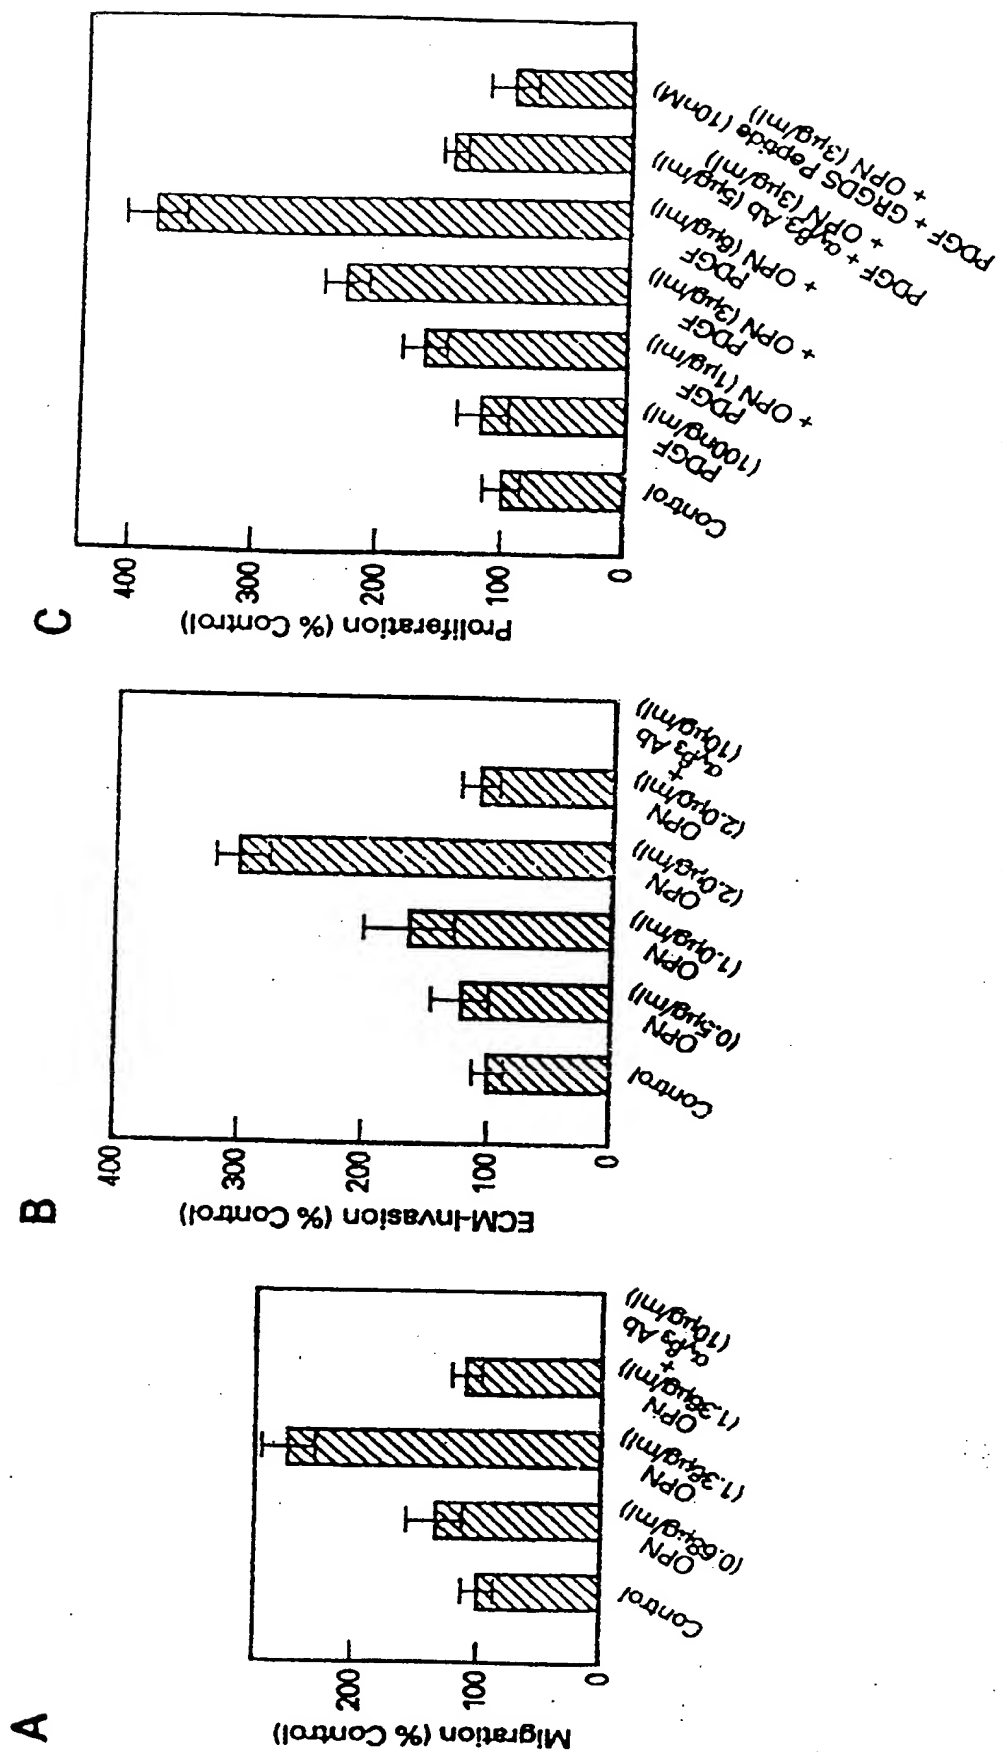 A
Migration (% Control)
200
100
0
Control
OPN
(0.68µg/ml)
OPN
(1.36µg/ml)
OPN
(1.36µg/ml)
+
αvβ3 Ab
(10µg/ml)
B
ECM-Invasion (% Control)
400
300
200
100
0
Control
OPN
(0.5µg/ml)
OPN
(1.0µg/ml)
OPN
(2.0µg/ml)
OPN
(2.0µg/ml)
+
αvβ3 Ab
(10µg/ml)
C
Proliferation (% Control)
400
300
200
100
0
Control
PDGF
(100ng/ml)
PDGF
+ OPN (1µg/ml)
PDGF
+ OPN (3µg/ml)
PDGF
+ OPN (6µg/ml)
PDGF + αvβ3 Ab (5µg/ml)
+ OPN (3µg/ml)
PDGF + GRGDS Peptide (10nM)
+ OPN (3µg/ml)